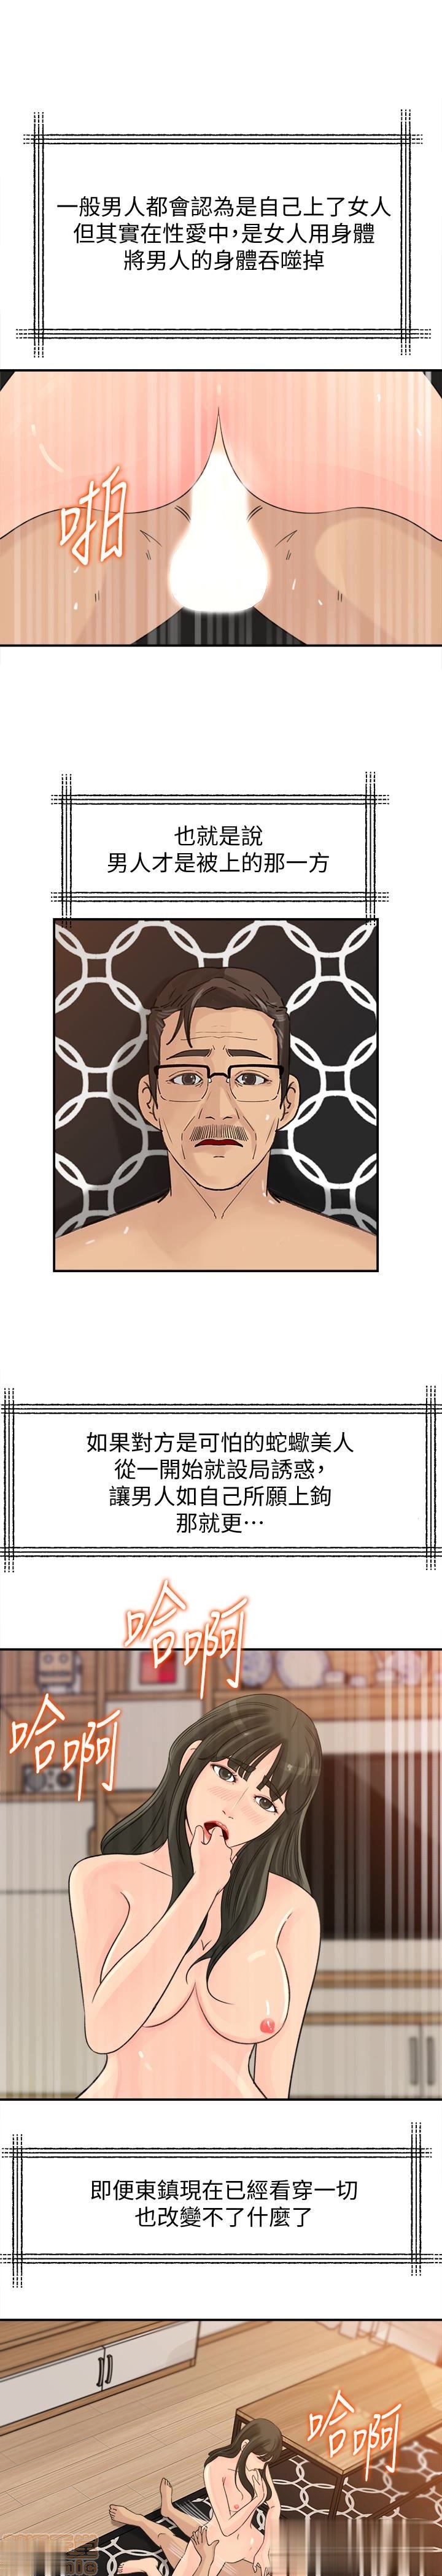 一般男人都會認為是自己上了女人
但其實在性愛中，是女人用身體
將男人的身體吞噬掉
啪
也就是說
男人才是被上的那一方
如果對方是可怕的蛇蠍美人
從一開始就設局誘惑，
讓男人如自己所願上鉤
那就更…
哈啊
哈啊
即便東鎮現在已經看穿一切
也改變不了什麼了
哈啊